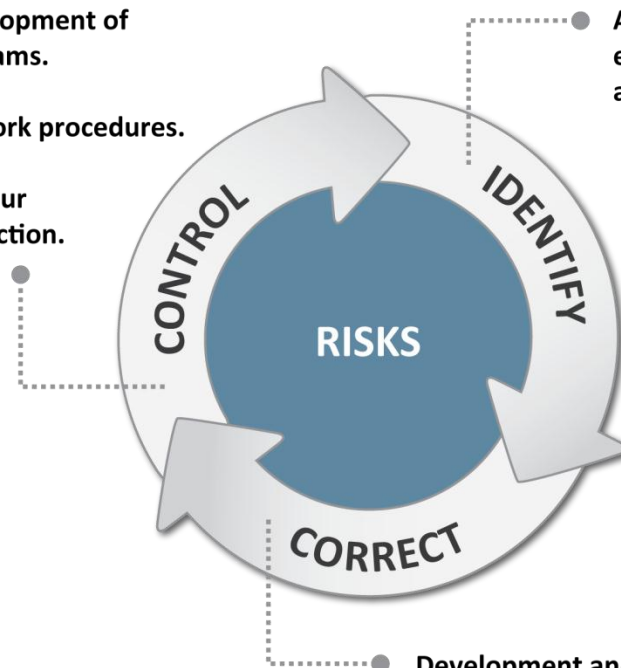 opment of
ams.
ork procedures.
ur
ction.
A
e
a
CONTROL
IDENTIFY
RISKS
CORRECT
Development an